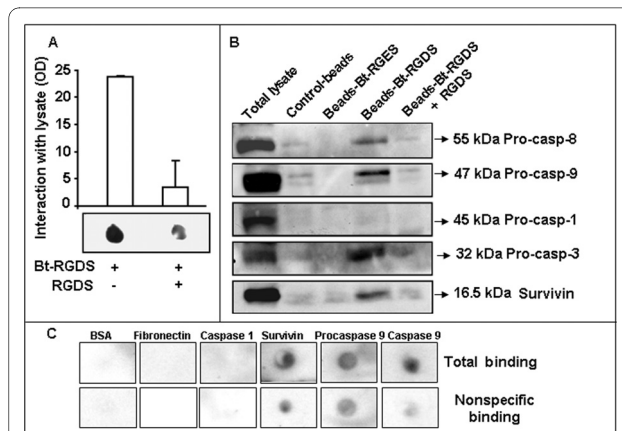 A
Interaction with lysate (OD)
25
20
15
10
5
0
Bt-RGDS + +
RGDS - +
B
Total lysate
Control-beads
Beads-Bt-RGES
Beads-Bt-RGDS
Beads-Bt-RGDS
+ RGDS
55 kDa Pro-casp-8
47 kDa Pro-casp-9
45 kDa Pro-casp-1
32 kDa Pro-casp-3
16.5 kDa Survivin
C
BSA Fibronectin Caspase 1 Survivin Procaspase 9 Caspase 9
Total binding
Nonspecific
binding